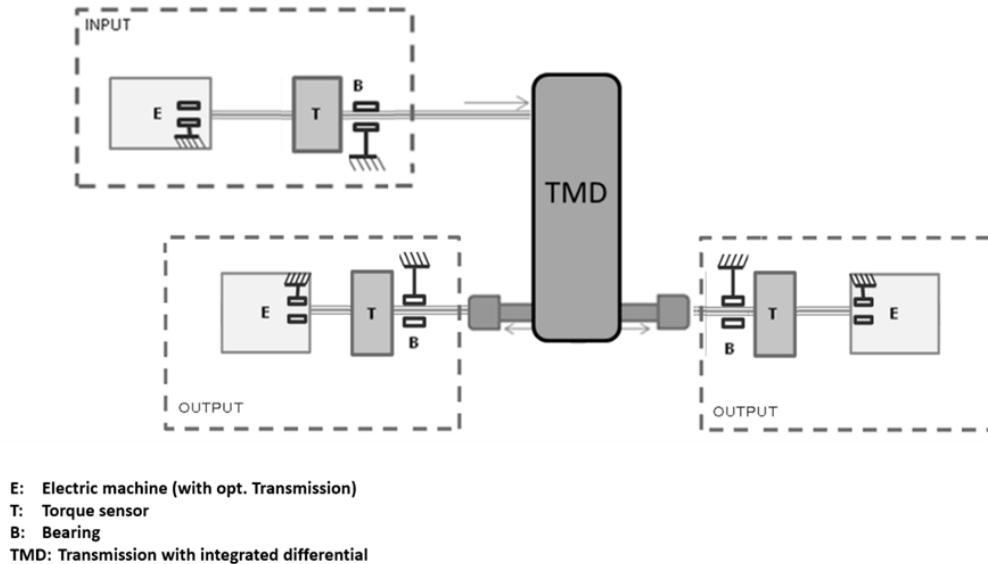 INPUT
E
T
B
TMD
E
T
B
OUTPUT
B
T
E
OUTPUT
E: Electric machine (with opt. Transmission)
T: Torque sensor
B: Bearing
TMD: Transmission with integrated differential